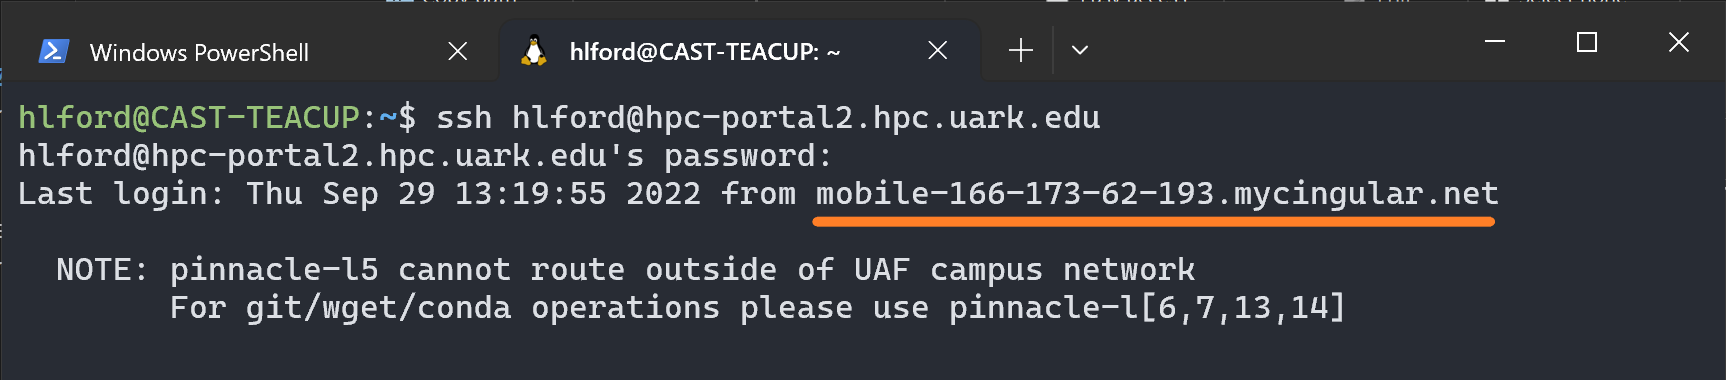 Windows PowerShell
hlford@CAST-TEACUP: ~
hlford@CAST-TEACUP:~$ ssh hlford@hpc-portal2.hpc.uark.edu
hlford@hpc-portal2.hpc.uark.edu's password:
Last login: Thu Sep 29 13:19:55 2022 from mobile-166-173-62-193.mycingular.net
NOTE: pinnacle-l5 cannot route outside of UAF campus network
For git/wget/conda operations please use pinnacle-l[6,7,13,14]